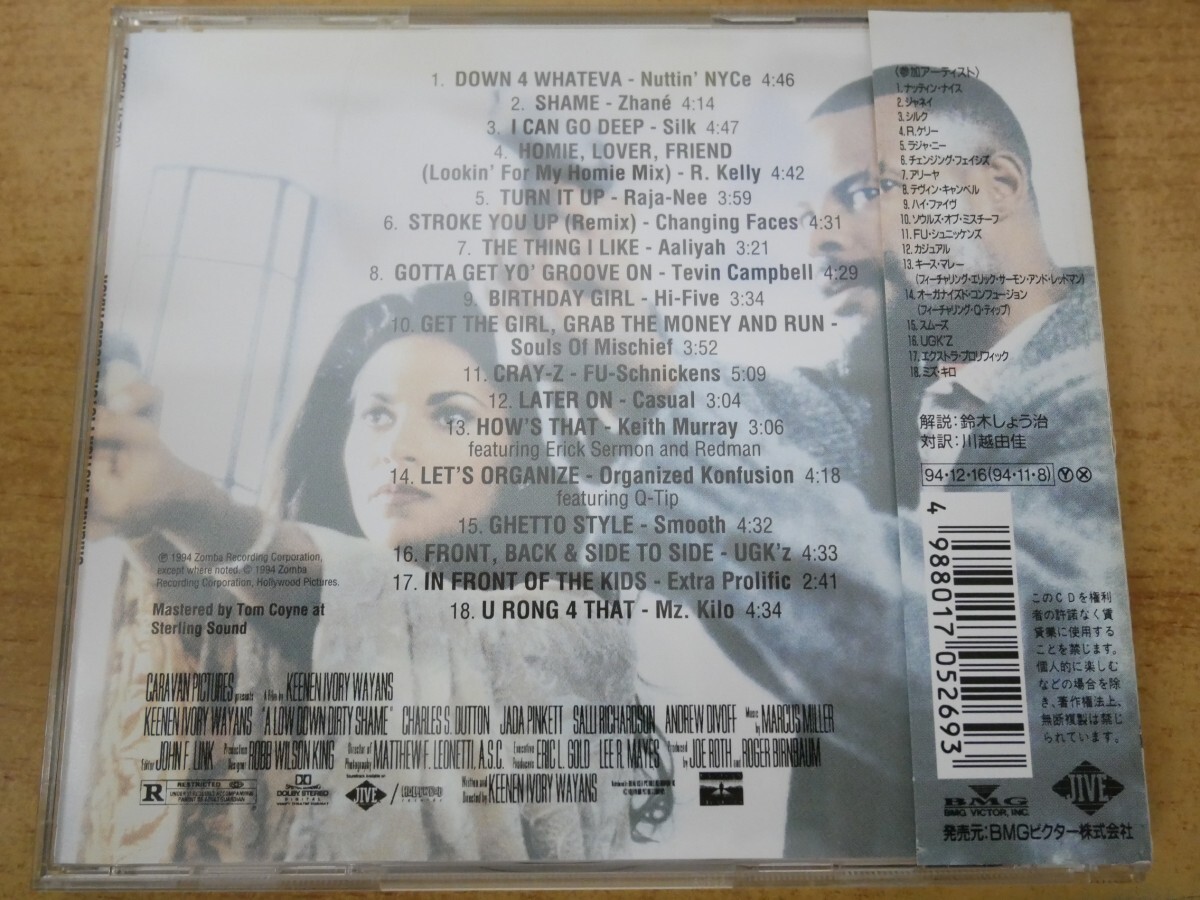 1. DOWN 4 WHATEVA - Nuttin' NYCe 4:46
2. SHAME - Zhané 4:14
3. I CAN GO DEEP - Silk 4:47
4. HOMIE, LOVER, FRIEND
(Lookin' For My Homie Mix) - R. Kelly 4:42
5. TURN IT UP - Raja-Nee 3:59
6. STROKE YOU UP (Remix) - Changing Faces 4:31
7. THE THING I LIKE - Aaliyah 3:21
8. GOTTA GET YO' GROOVE ON - Tevin Campbell 4:29
9. BIRTHDAY GIRL - Hi-Five 3:34
10. GET THE GIRL, GRAB THE MONEY AND RUN -
Souls Of Mischief 3:52
11. CRAY-Z - FU-Schnickens 5:09
12. LATER ON - Casual 3:04
13. HOW'S THAT - Keith Murray 3:06
featuring Erick Sermon and Redman
14. LET'S ORGANIZE - Organized Konfusion 4:18
featuring Q-Tip
15. GHETTO STYLE - Smooth 4:32
16. FRONT, BACK & SIDE TO SIDE - UGK'z 4:33
17. IN FRONT OF THE KIDS - Extra Prolific 2:41
18. U RONG 4 THAT - Mz. Kilo 4:34
℗ 1994 Zomba Recording Corporation,
except where noted. © 1994 Zomba
Recording Corporation, Hollywood Pictures.
Mastered by Tom Coyne at
Sterling Sound
CARAVAN PICTURES presents A Film by KEENEN IVORY WAYANS
KEENEN IVORY WAYANS "A LOW DOWN DIRTY SHAME" CHARLES S. DUTTON JADA PINKETT SALLI RICHARDSON ANDREW DIVOFF Music by MARCUS MILLER
Editor JOHN F. LINK Production Designer ROBB WILSON KING Director of Photography MATTHEW F. LEONETTI, A.S.C. Executive Producers ERIC L. GOLD LEE R. MAYES Produced by JOE ROTH and ROGER BIRNBAUM
R RESTRICTED
DOLBY STEREO
DIGITAL
JIVE
Written and Directed by KEENEN IVORY WAYANS
(参加アーティスト)
1. ナッティン・ナイス
2. ジャネイ
3. シルク
4. R.ケリー
5. ラジャ・ニー
6. チェンジング・フェイシズ
7. アリーヤ
8. テヴィン・キャンベル
9. ハイ・ファイヴ
10. ソウルズ・オブ・ミスチーフ
11. FU・シュニッケンズ
12. カジュアル
13. キース・マレー
(フィーチャリング・エリック・サーモン・アンド・レッドマン)
14. オーガナイズド・コンフュージョン
(フィーチャリング・Q・ティップ)
15. スムーズ
16. UGK'Z
17. エクストラ・プロリフィック
18. ミズ・キロ
解説:鈴木しょう治
対訳:川越由佳
94・12・16(94・11・8) Ⓨ Ⓧ
4 988017 052693
このCDを権利
者の許諾なく賃
貸業に使用する
ことを禁じます。
個人的に楽しむ
などの場合を除
き、著作権法上、
無断複製は禁じ
られています。
BMG
BMG VICTOR, INC.
JIVE
発売元:BMGビクター株式会社